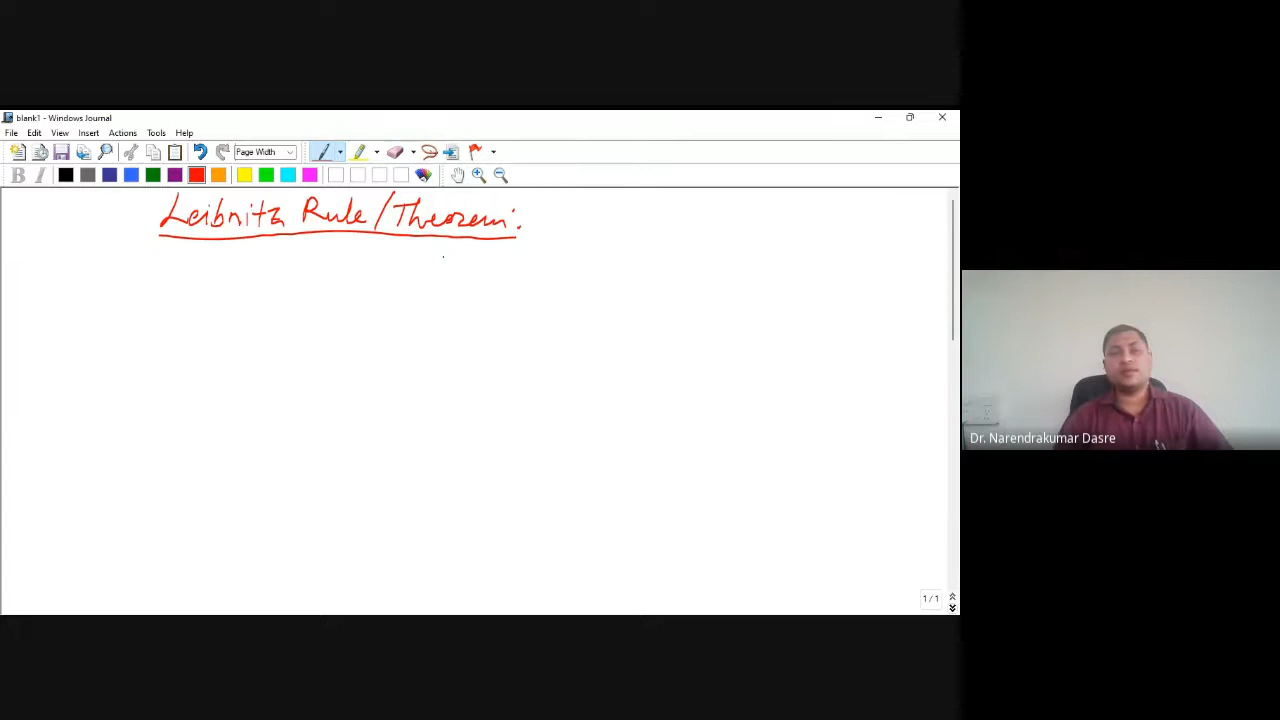 blank1 - Windows Journal
File Edit View Insert Actions Tools Help
Page Width
B I
Leibnitz Rule/Theorem:
Dr. Narendrakumar Dasre
1 / 1